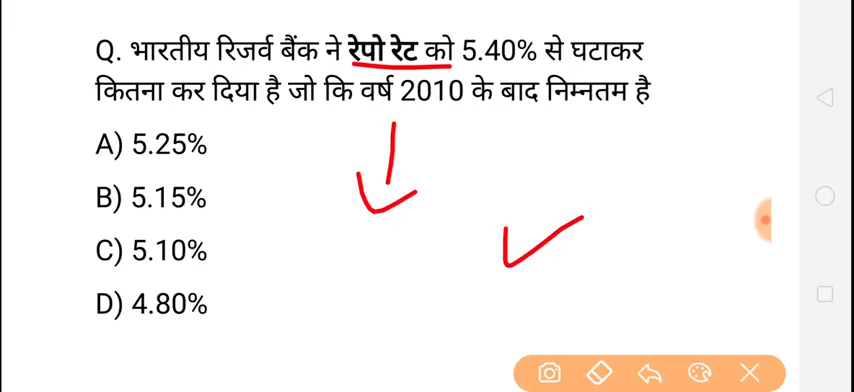 Q. भारतीय रिजर्व बैंक ने रेपो रेट को 5.40% से घटाकर
कितना कर दिया है जो कि वर्ष 2010 के बाद निम्नतम है
A) 5.25%
B) 5.15%
C) 5.10%
D) 4.80%